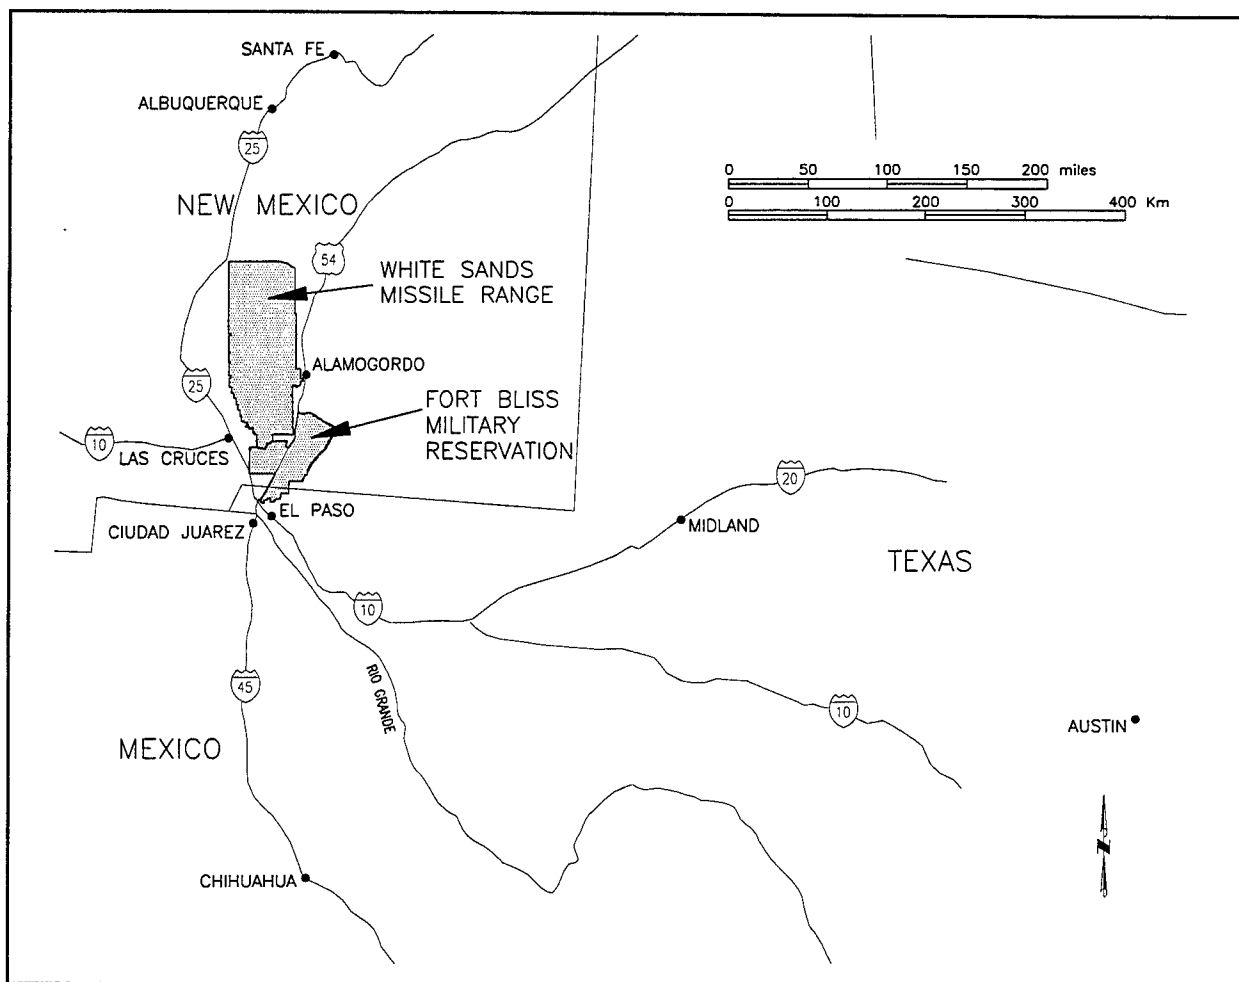 SANTA FE
ALBUQUERQUE
25
NEW MEXICO
54
0 50 100 150 200 miles
0 100 200 300 400 Km
WHITE SANDS
MISSILE RANGE
ALAMOGORDO
25
FORT BLISS
MILITARY
RESERVATION
10
LAS CRUCES
20
EL PASO
CIUDAD JUAREZ
MIDLAND
TEXAS
10
RIO GRANDE
45
10
AUSTIN
MEXICO
N
CHIHUAHUA